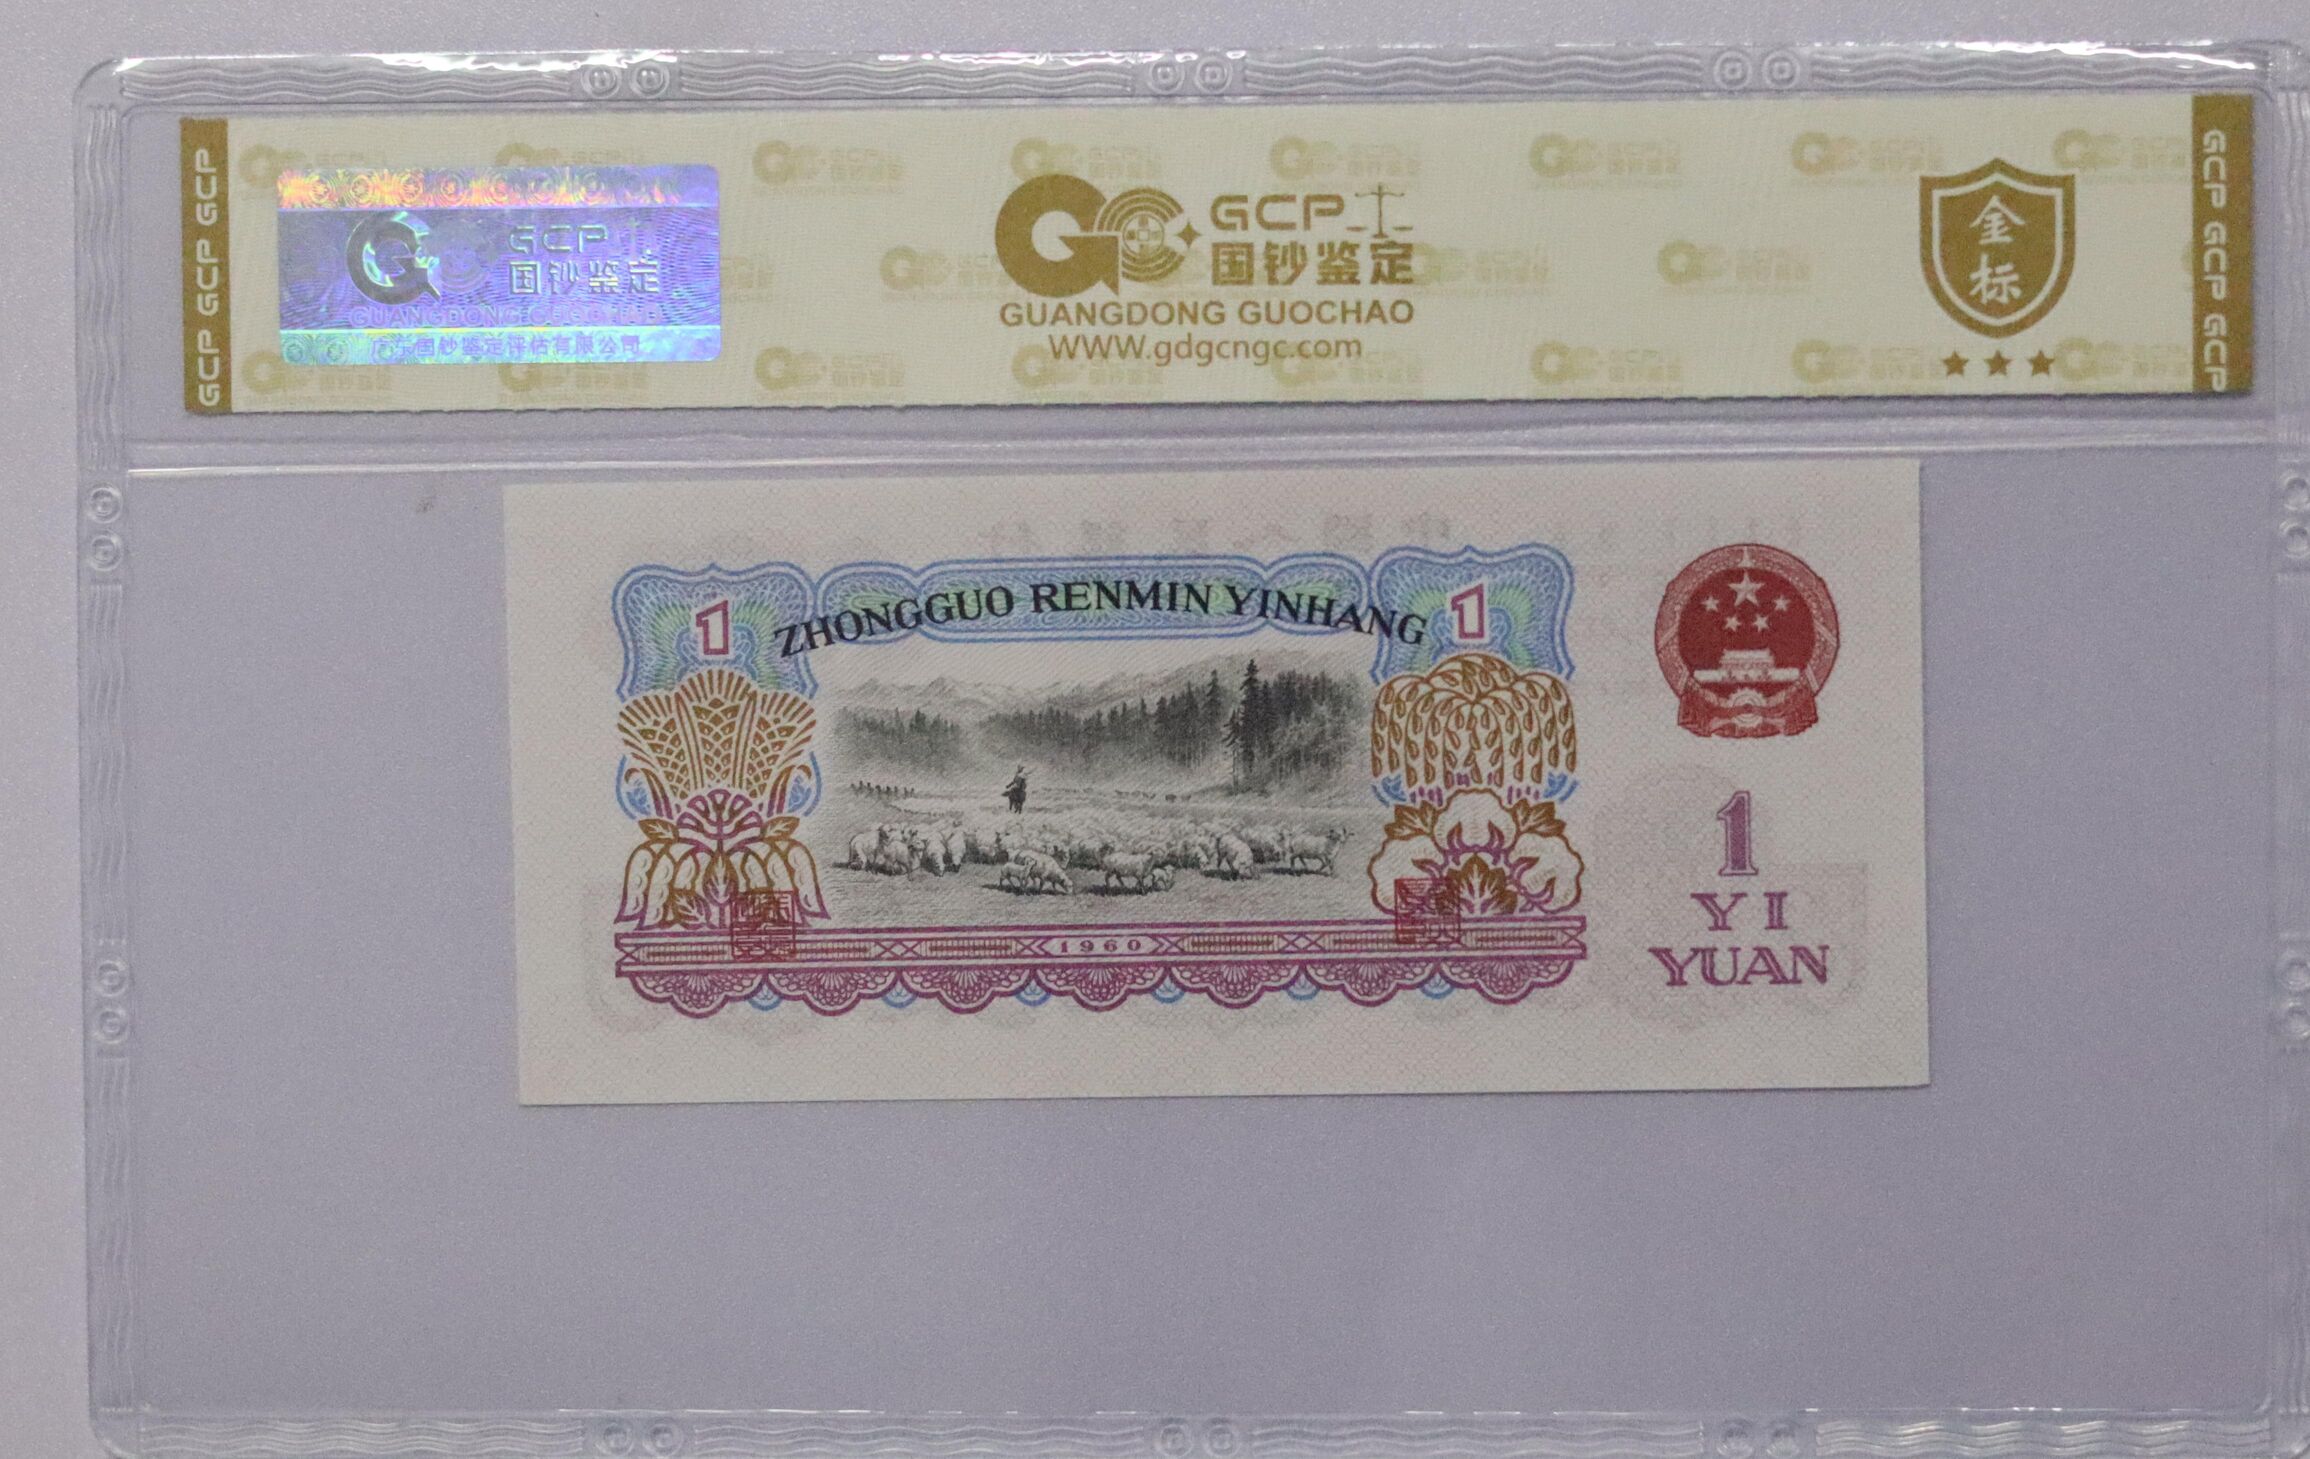 GCP GCP GCP
GCP
国钞鉴定
GUANGDONG GUOCHAO
广东国钞鉴定评估有限公司
GCP
国钞鉴定
GUANGDONG GUOCHAO
www.gdgcngc.com
金
标
GCP GCP GCP
1
ZHONGGUO RENMIN YINHANG
1
1960
1
YI
YUAN